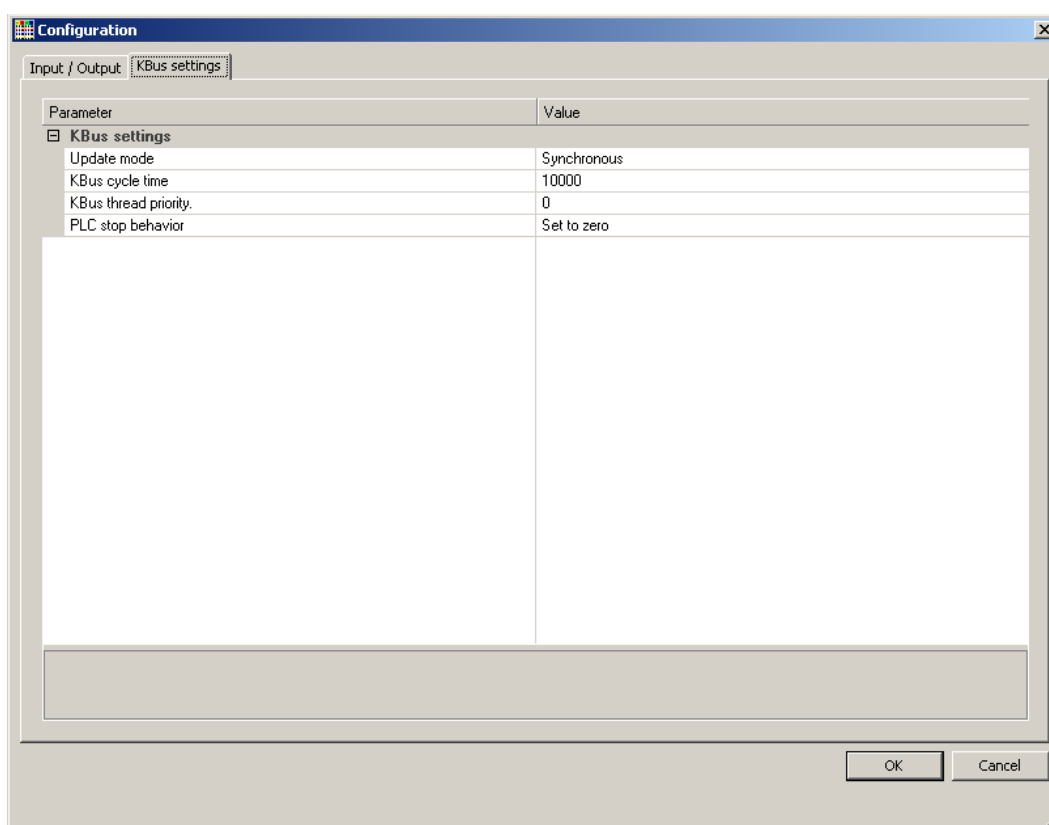 Configuration
Input / Output KBus settings
Parameter Value
KBus settings
Update mode Synchronous
KBus cycle time 10000
KBus thread priority. 0
PLC stop behavior Set to zero
OK Cancel